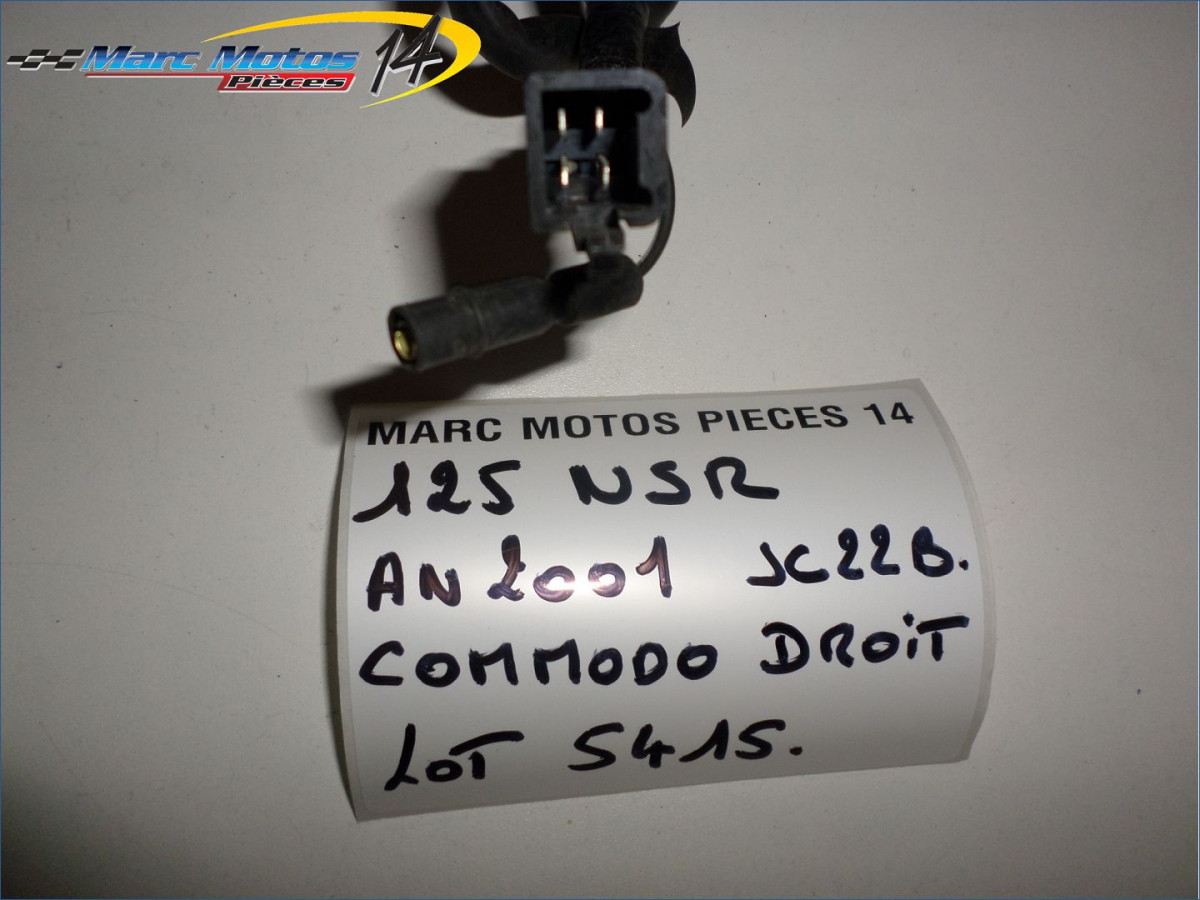 Marc Motos 14
Pièces
MARC MOTOS PIECES 14
125 NSR
AN 2001 JC22B.
COMMODO DROIT
LOT 5415.